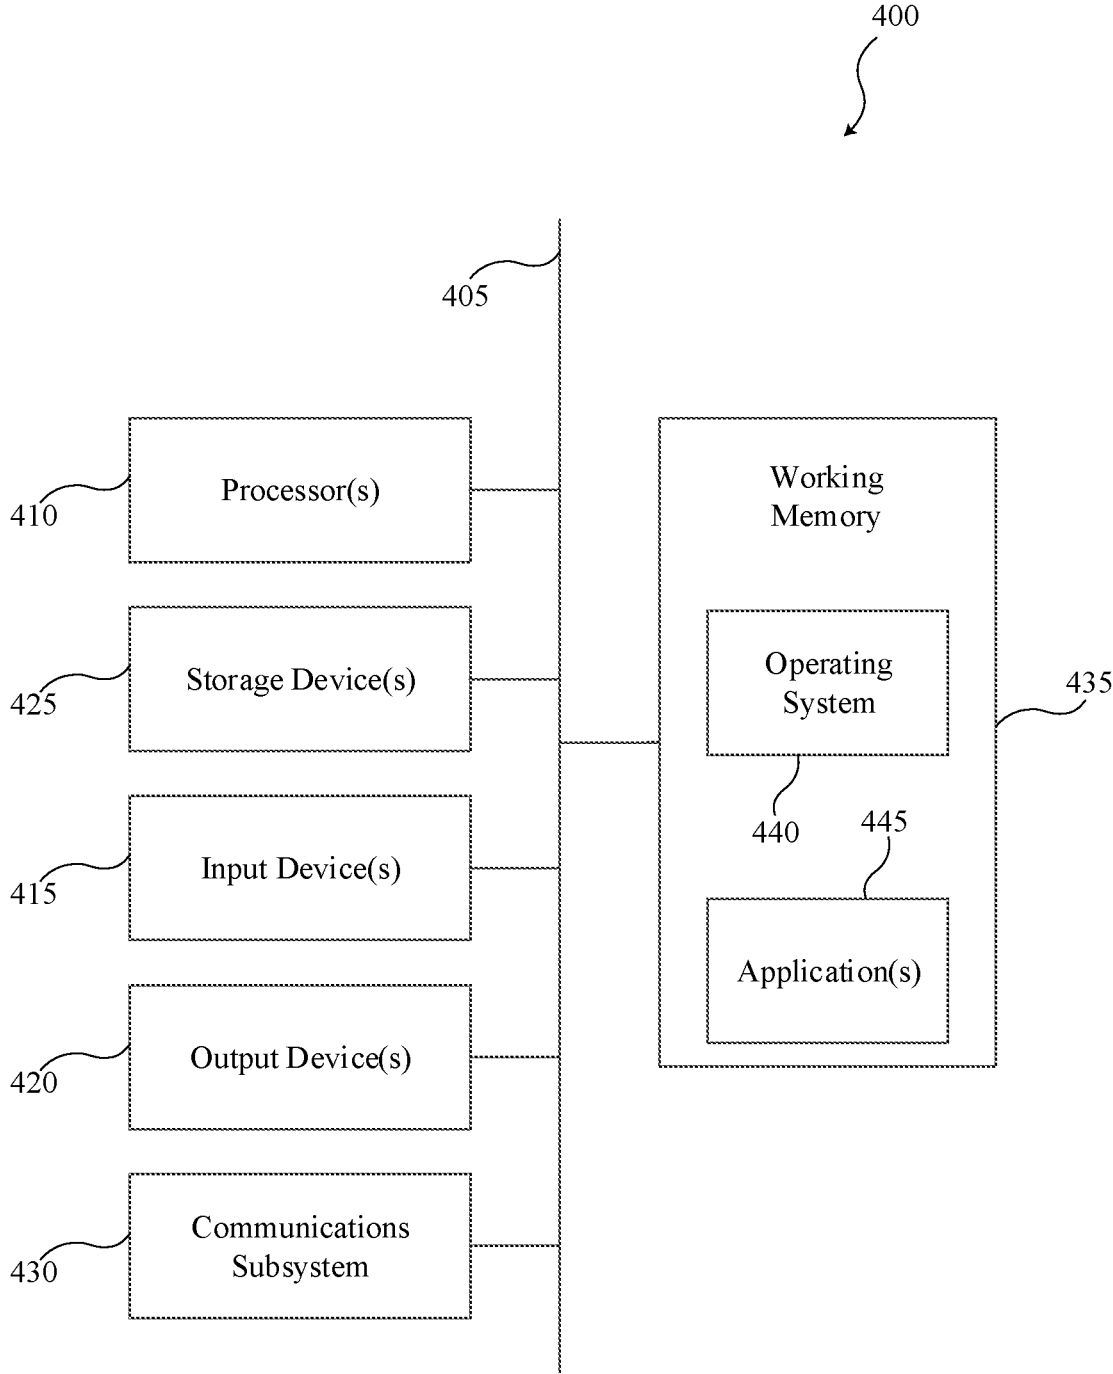 400
405
Processor(s)
410
Working
Memory
Storage Device(s)
425
Operating
System
435
440
445
Input Device(s)
415
Application(s)
Output Device(s)
420
Communications
Subsystem
430